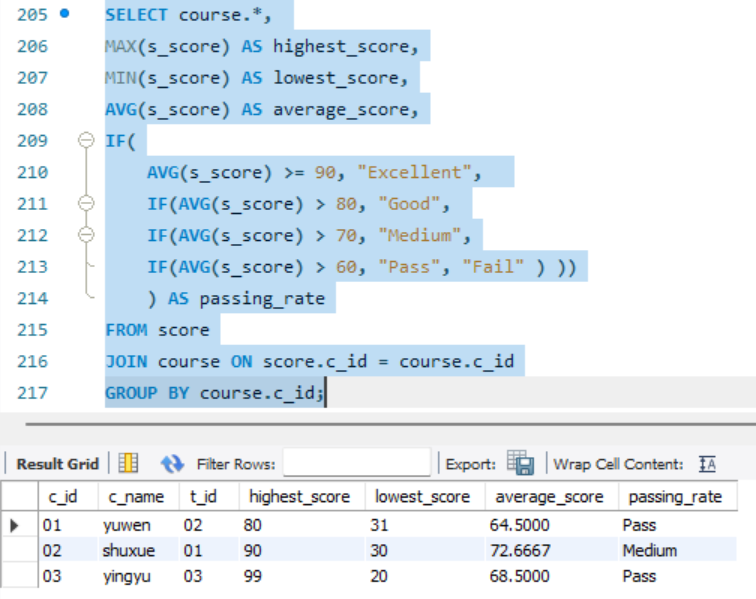 205 SELECT course.*,
206 MAX(s_score) AS highest_score,
207 MIN(s_score) AS lowest_score,
208 AVG(s_score) AS average_score,
209 IF(
210 AVG(s_score) >= 90, "Excellent",
211 IF(AVG(s_score) > 80, "Good",
212 IF(AVG(s_score) > 70, "Medium",
213 IF(AVG(s_score) > 60, "Pass", "Fail" ) ))
214 ) AS passing_rate
215 FROM score
216 JOIN course ON score.c_id = course.c_id
217 GROUP BY course.c_id;
Result Grid Filter Rows: Export: Wrap Cell Content: IA
c_id c_name t_id highest_score lowest_score average_score passing_rate
01 yuwen 02 80 31 64.5000 Pass
02 shuxue 01 90 30 72.6667 Medium
03 yingyu 03 99 20 68.5000 Pass